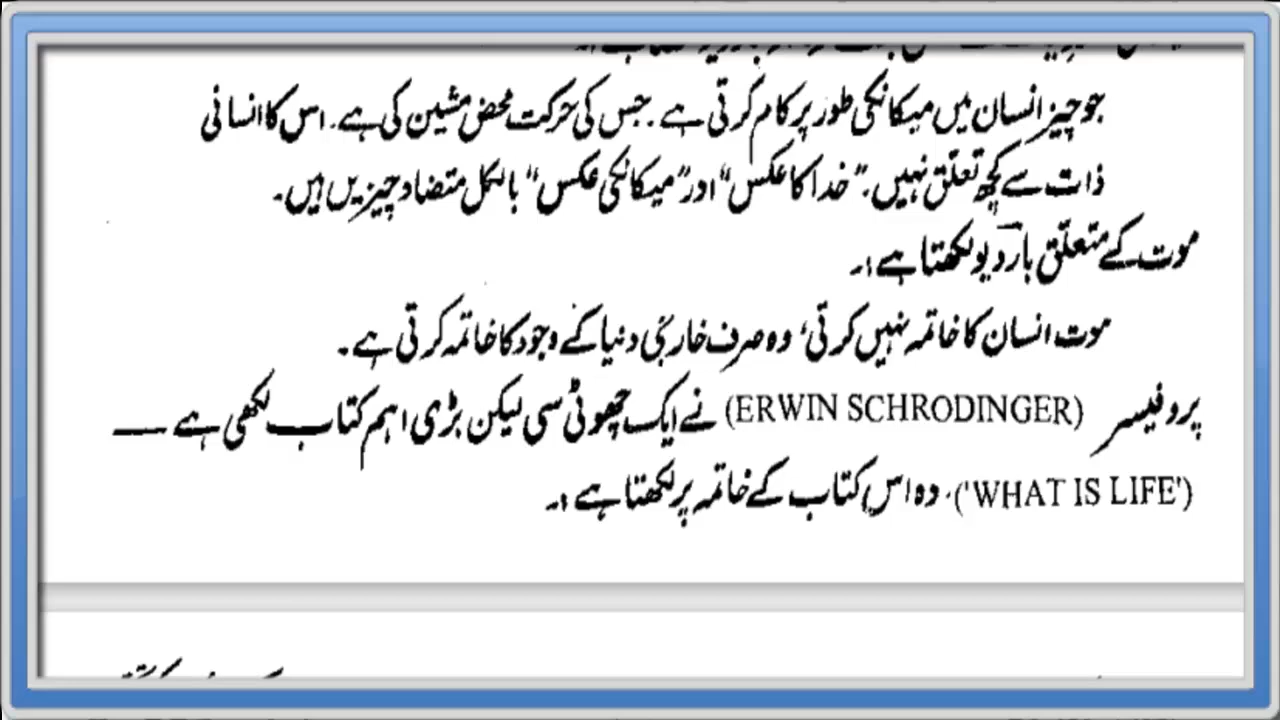 جو چیز انسان میں میکانکی طور پر کام کرتی ہے۔ جس کی حرکت محض مشین کی ہے۔ اس کا انسانی
ذات سے کچھ تعلق نہیں۔ ”خدا کا عکس“ اور ”میکانکی عکس“ بالکل متضاد چیزیں ہیں۔
موت کے متعلق بارَدیو لکھتا ہے :۔
موت انسان کا خاتمہ نہیں کرتی، وہ صرف خارجی دنیا کے وجود کا خاتمہ کرتی ہے۔
پروفیسر (ERWIN SCHRODINGER) نے ایک چھوٹی سی لیکن بڑی اہم کتاب لکھی ہے ——
('WHAT IS LIFE')۔ وہ اس کتاب کے خاتمہ پر لکھتا ہے :۔